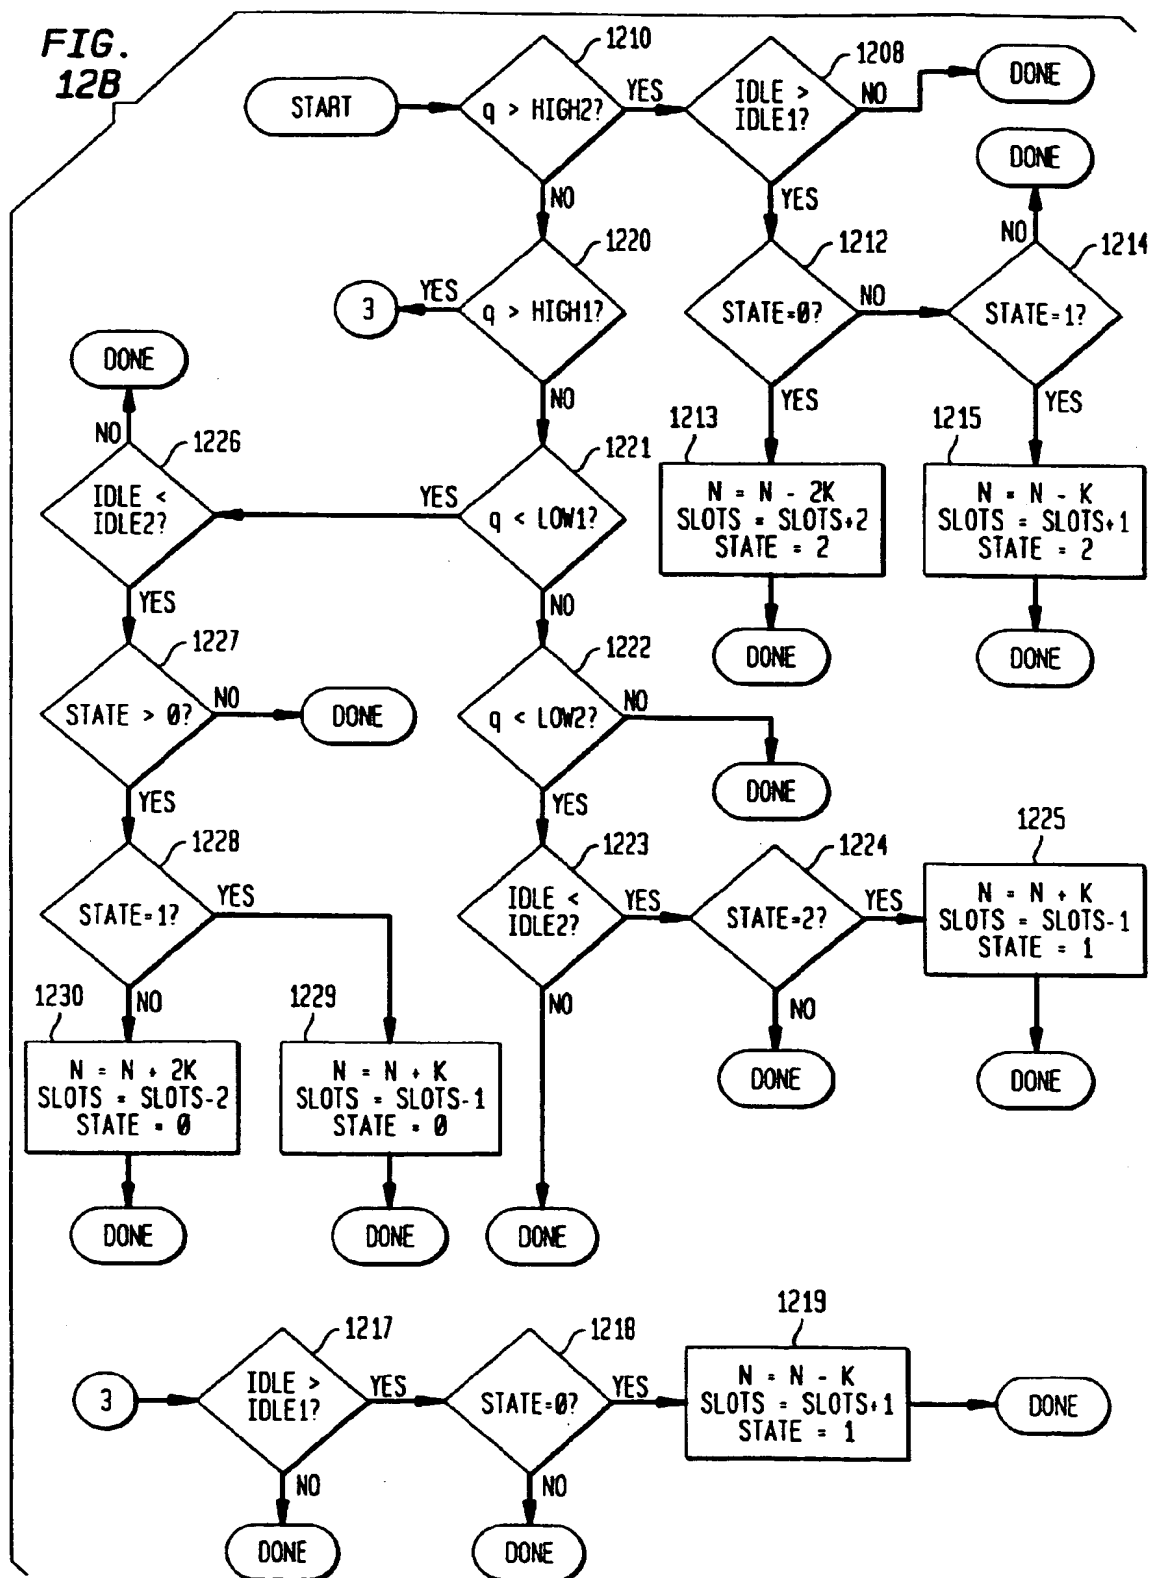 FIG.
12B
START
1210
q > HIGH2?
YES
NO
1208
IDLE >
IDLE1?
NO
DONE
YES
DONE
1220
q > HIGH1?
YES
3
NO
1212
STATE=0?
NO
YES
NO
1214
STATE=1?
YES
DONE
NO
1226
IDLE <
IDLE2?
YES
1221
q < LOW1?
YES
NO
1213
N = N - 2K
SLOTS = SLOTS+2
STATE = 2
DONE
1215
N = N - K
SLOTS = SLOTS+1
STATE = 2
DONE
1227
STATE > 0?
NO
DONE
YES
1222
q < LOW2?
NO
DONE
YES
1228
STATE=1?
YES
NO
1223
IDLE <
IDLE2?
YES
NO
1224
STATE=2?
YES
NO
DONE
1225
N = N + K
SLOTS = SLOTS-1
STATE = 1
DONE
1230
N = N + 2K
SLOTS = SLOTS-2
STATE = 0
DONE
1229
N = N + K
SLOTS = SLOTS-1
STATE = 0
DONE
DONE
3
1217
IDLE >
IDLE1?
YES
NO
DONE
1218
STATE=0?
YES
NO
DONE
1219
N = N - K
SLOTS = SLOTS+1
STATE = 1
DONE